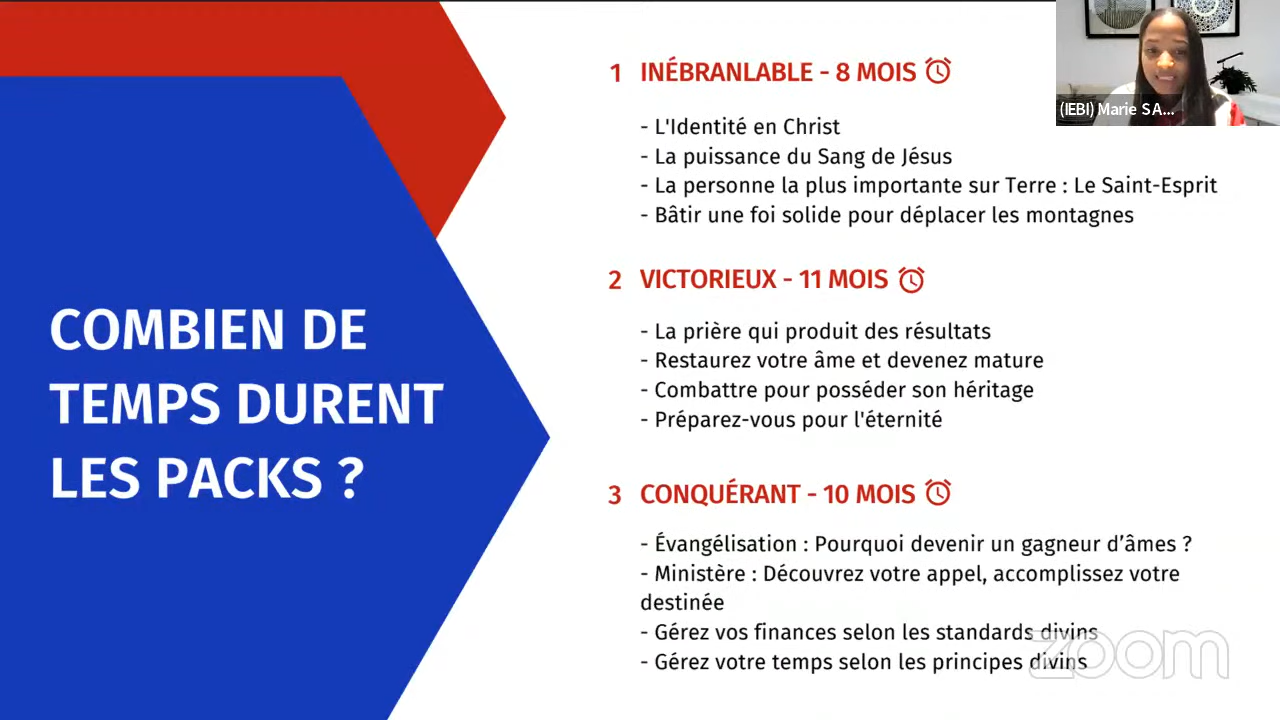 COMBIEN DE
TEMPS DURENT
LES PACKS ?
1 INÉBRANLABLE - 8 MOIS
- L'Identité en Christ
- La puissance du Sang de Jésus
- La personne la plus importante sur Terre : Le Saint-Esprit
- Bâtir une foi solide pour déplacer les montagnes
2 VICTORIEUX - 11 MOIS
- La prière qui produit des résultats
- Restaurez votre âme et devenez mature
- Combattre pour posséder son héritage
- Préparez-vous pour l'éternité
3 CONQUÉRANT - 10 MOIS
- Évangélisation : Pourquoi devenir un gagneur d’âmes ?
- Ministère : Découvrez votre appel, accomplissez votre
destinée
- Gérez vos finances selon les standards divins
- Gérez votre temps selon les principes divins
(IEBI) Marie SA...
zoom